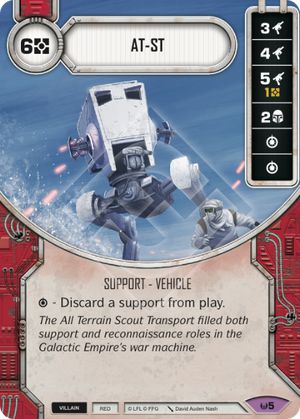 6
AT-ST
3
4
5
1
2
SUPPORT - VEHICLE
- Discard a support from play.
The All Terrain Scout Transport filled both
support and reconnaissance roles in the
Galactic Empire's war machine.
VILLAIN RED © LFL © FFG David Auden Nash 5